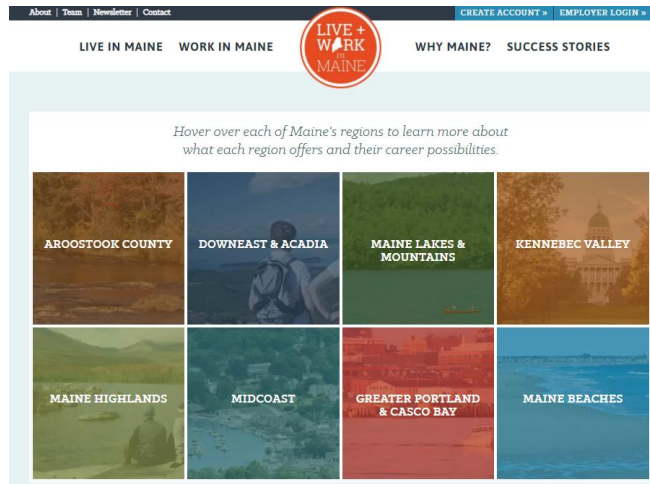 About | Team | Newsletter | Contact
CREATE ACCOUNT » EMPLOYER LOGIN »
LIVE IN MAINE WORK IN MAINE
LIVE +
WORK
in
MAINE
WHY MAINE? SUCCESS STORIES
Hover over each of Maine's regions to learn more about
what each region offers and their career possibilities.
AROOSTOOK COUNTY
DOWNEAST & ACADIA
MAINE LAKES &
MOUNTAINS
KENNEBEC VALLEY
MAINE HIGHLANDS
MIDCOAST
GREATER PORTLAND
& CASCO BAY
MAINE BEACHES